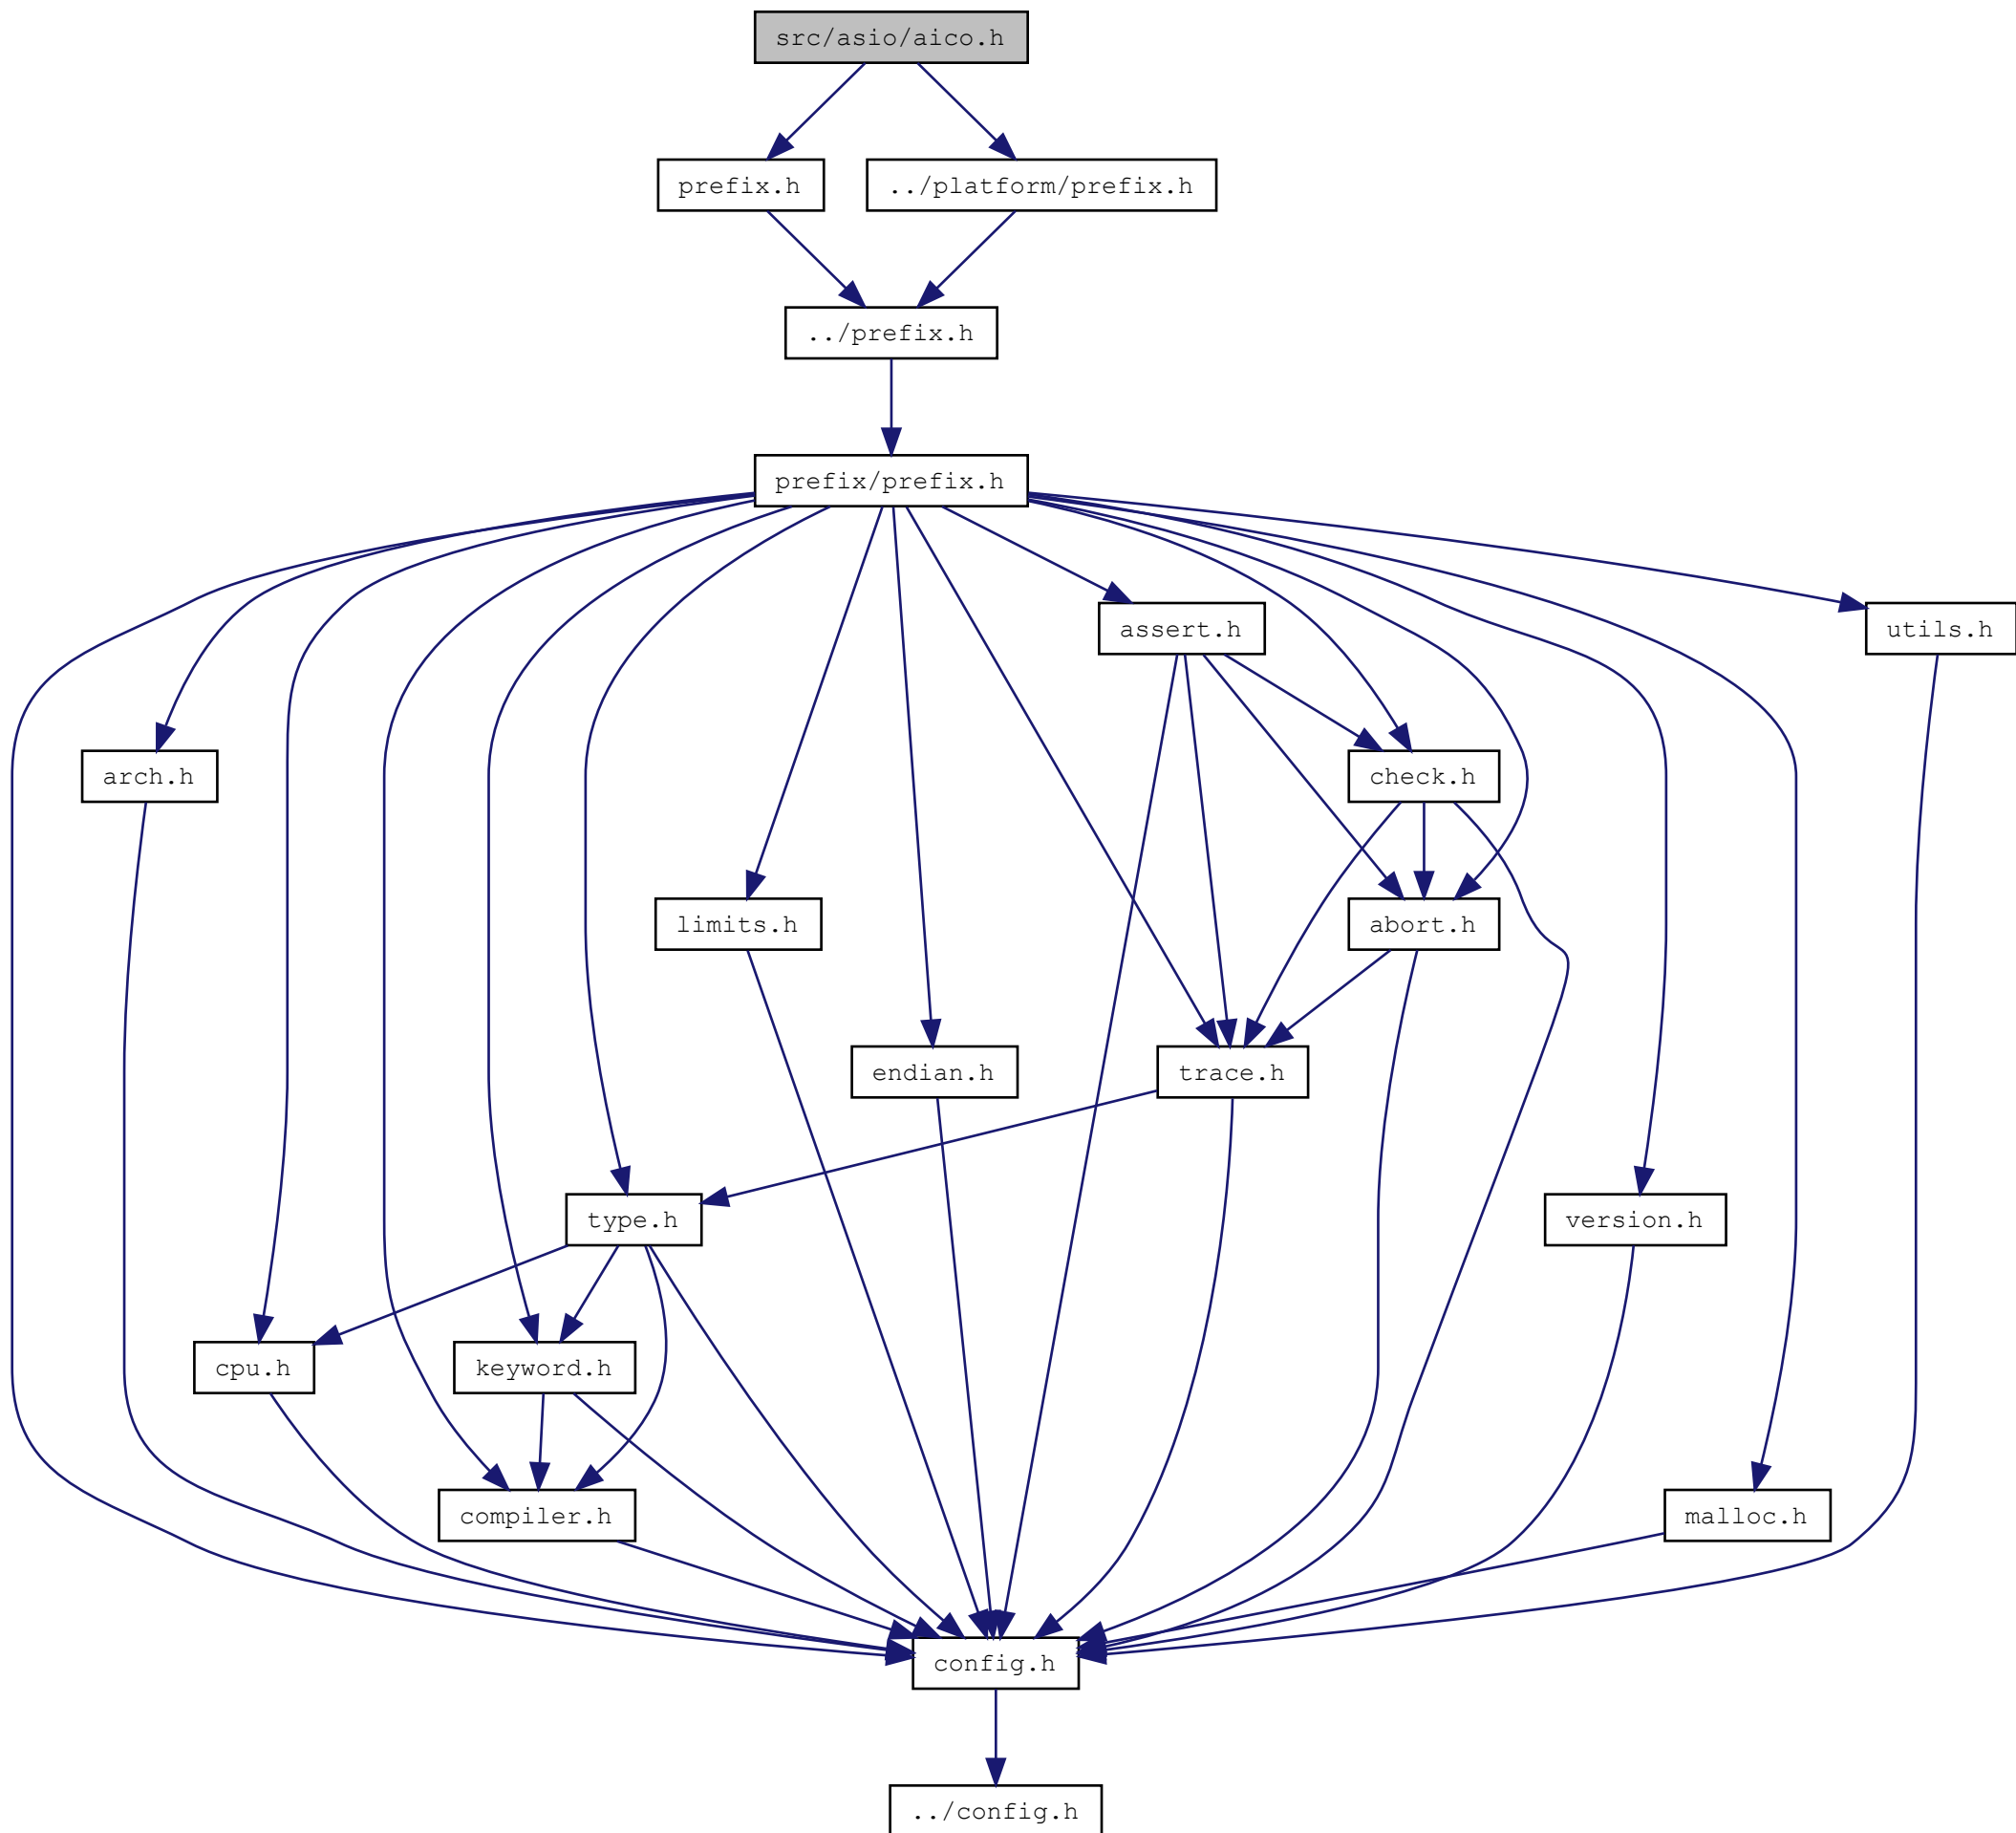 src/asio/aico.h
prefix.h
../platform/prefix.h
../prefix.h
prefix/prefix.h
assert.h
utils.h
arch.h
check.h
limits.h
abort.h
endian.h
trace.h
type.h
version.h
cpu.h
keyword.h
compiler.h
malloc.h
config.h
../config.h